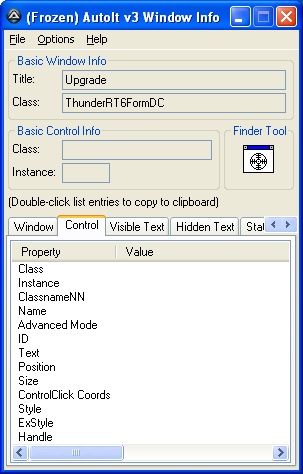 (Frozen) AutoIt v3 Window Info
File Options Help
Basic Window Info
Title: Upgrade
Class: ThunderRT6FormDC
Basic Control Info Finder Tool
Class:
Instance:
(Double-click list entries to copy to clipboard)
Window Control Visible Text Hidden Text
Property Value
Class
Instance
ClassnameNN
Name
Advanced Mode
ID
Text
Position
Size
ControlClick Coords
Style
ExStyle
Handle